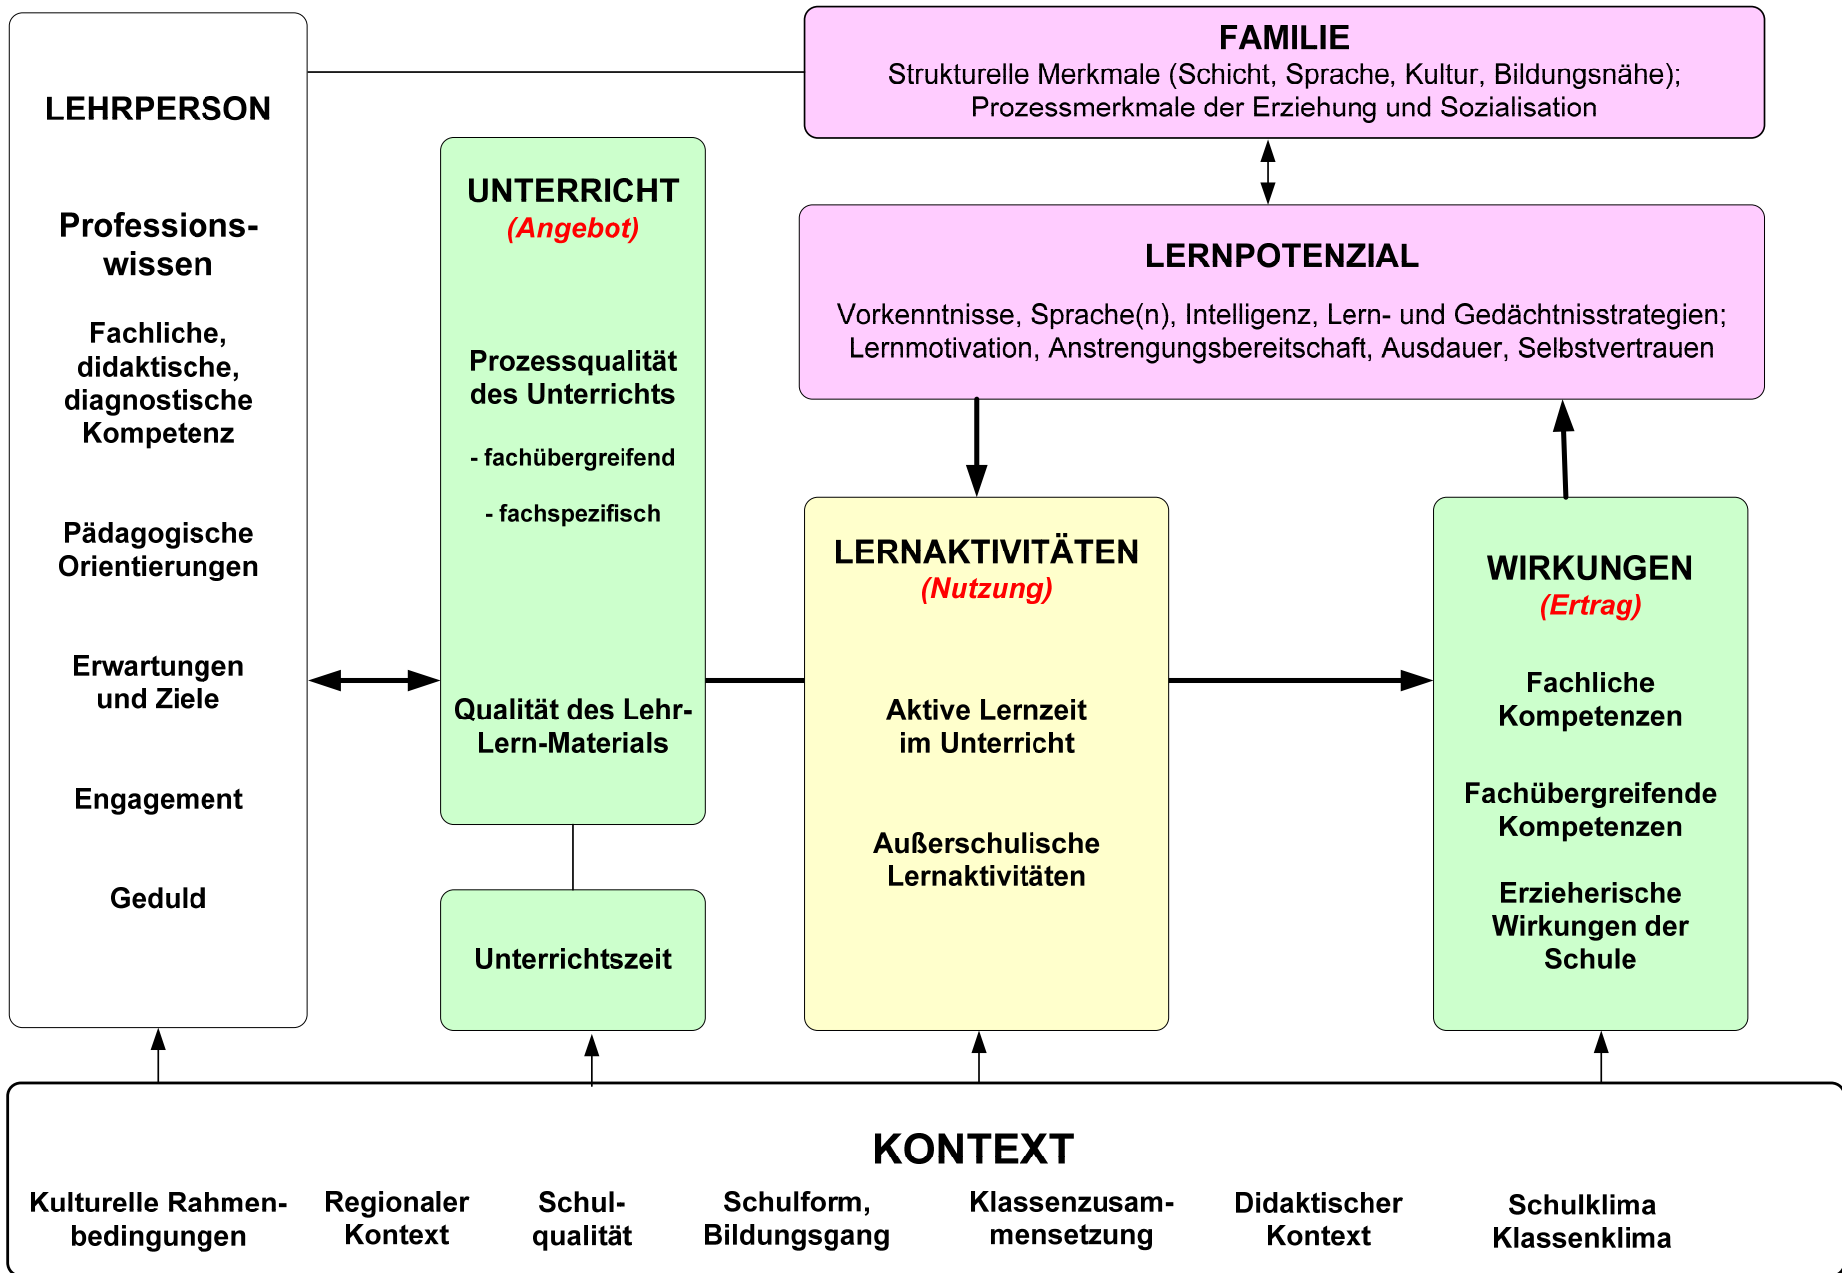 LEHRPERSON
Professions-
wissen
Fachliche,
didaktische,
diagnostische
Kompetenz
Pädagogische
Orientierungen
Erwartungen
und Ziele
Engagement
Geduld
UNTERRICHT
(Angebot)
Prozessqualität
des Unterrichts
- fachübergreifend
- fachspezifisch
Qualität des Lehr-
Lern-Materials
Unterrichtszeit
FAMILIE
Strukturelle Merkmale (Schicht, Sprache, Kultur, Bildungsnähe);
Prozessmerkmale der Erziehung und Sozialisation
LERNPOTENZIAL
Vorkenntnisse, Sprache(n), Intelligenz, Lern- und Gedächtnisstrategien;
Lernmotivation, Anstrengungsbereitschaft, Ausdauer, Selbstvertrauen
LERNAKTIVITÄTEN
(Nutzung)
Aktive Lernzeit
im Unterricht
Außerschulische
Lernaktivitäten
WIRKUNGEN
(Ertrag)
Fachliche
Kompetenzen
Fachübergreifende
Kompetenzen
Erzieherische
Wirkungen der
Schule
KONTEXT
Kulturelle Rahmen-
bedingungen
Regionaler
Kontext
Schul-
qualität
Schulform,
Bildungsgang
Klassenzusam-
mensetzung
Didaktischer
Kontext
Schulklima
Klassenklima